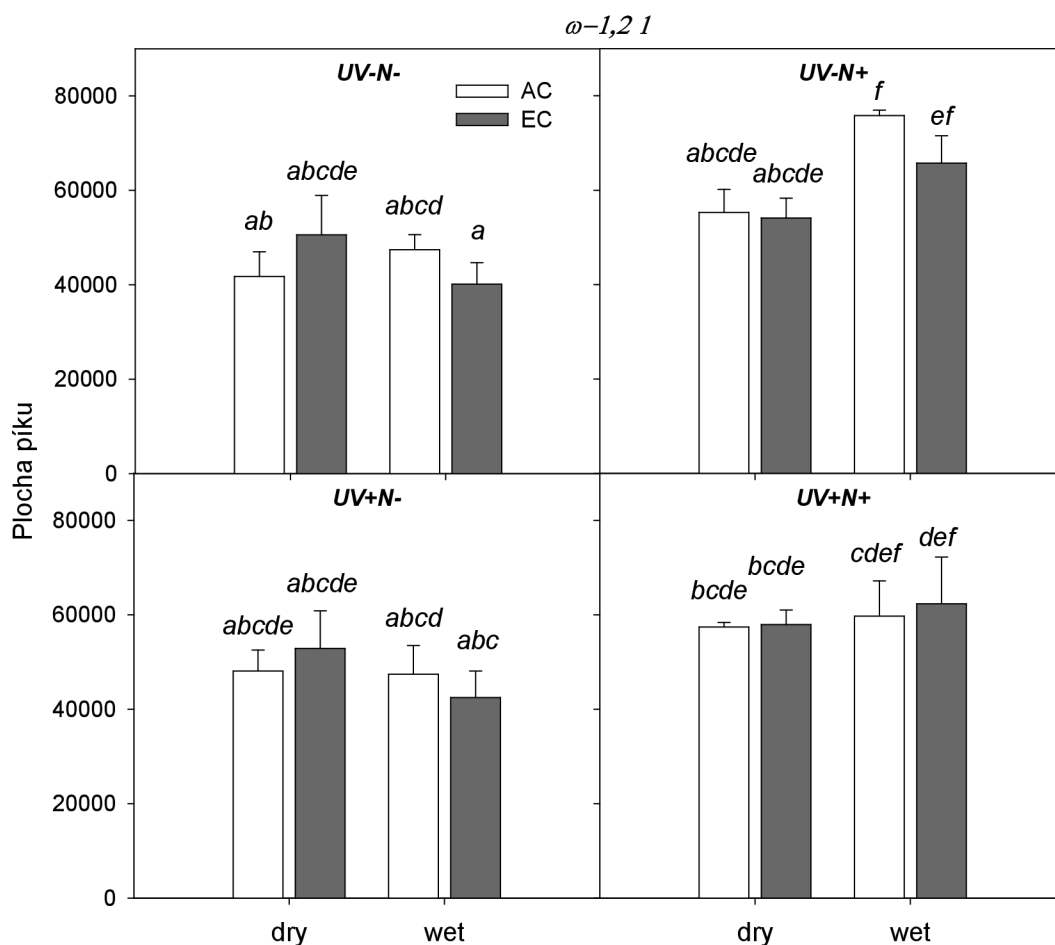 ω–1,2 1
UV-N-
AC
EC
UV-N+
80000
60000
40000
20000
0
ab
abcde
abcd
a
abcde
abcde
f
ef
Plocha píku
UV+N-
UV+N+
80000
60000
40000
20000
0
abcde
abcde
abcd
abc
bcde
bcde
cdef
def
dry
wet
dry
wet